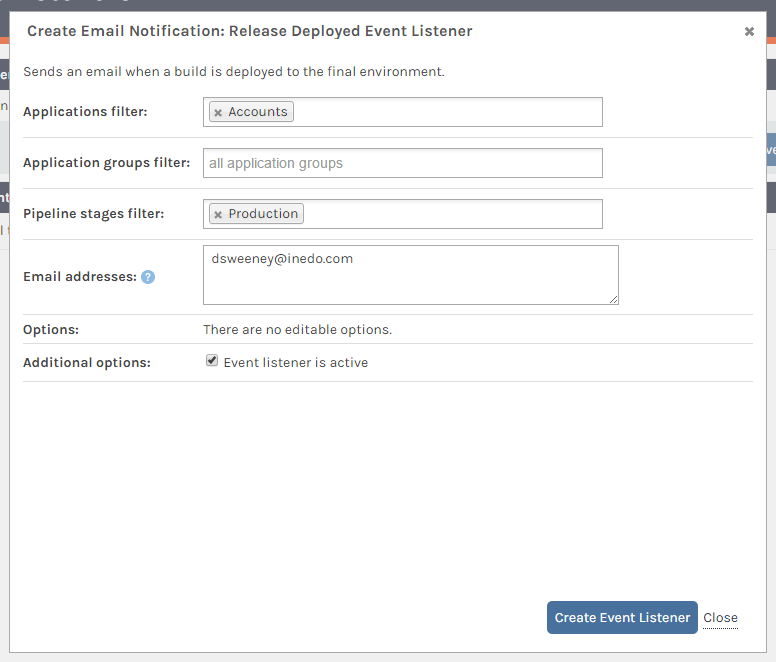 Create Email Notification: Release Deployed Event Listener
Sends an email when a build is deployed to the final environment.
Applications filter: Accounts
Application groups filter: all application groups
Pipeline stages filter: Production
Email addresses: ? dsweeney@inedo.com
Options: There are no editable options.
Additional options: Event listener is active
Create Event Listener Close